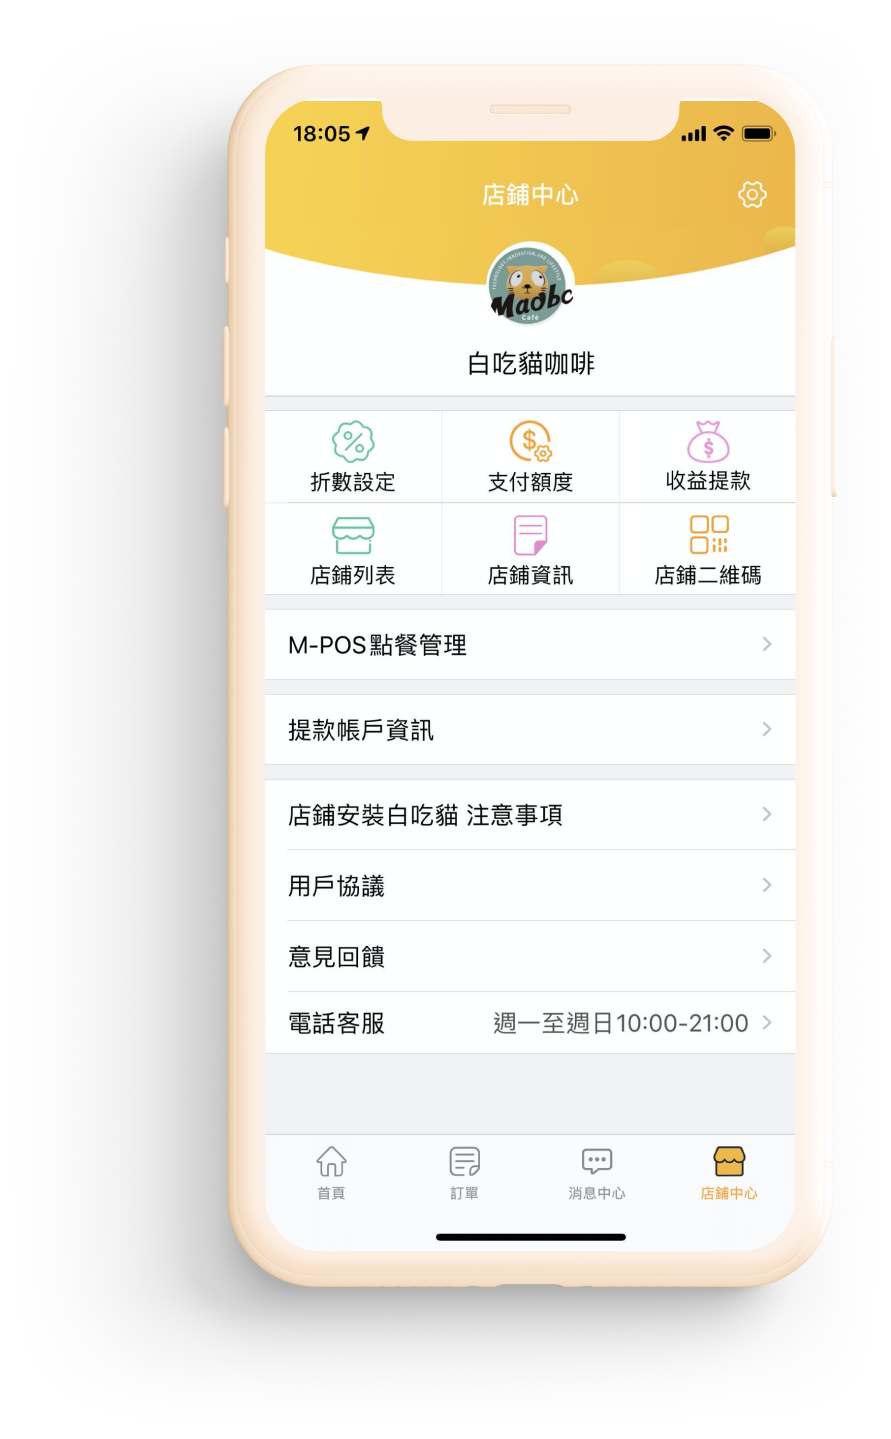 18:05
店鋪中心
TECHNOLOGY, INNOVATION, AND LIFESTYLE
Maobc
Cafe
白吃貓咖啡
折數設定
支付額度
收益提款
店鋪列表
店鋪資訊
店鋪二維碼
M-POS點餐管理
提款帳戶資訊
店鋪安裝白吃貓 注意事項
用戶協議
意見回饋
電話客服 週一至週日10:00-21:00
首頁
訂單
消息中心
店鋪中心